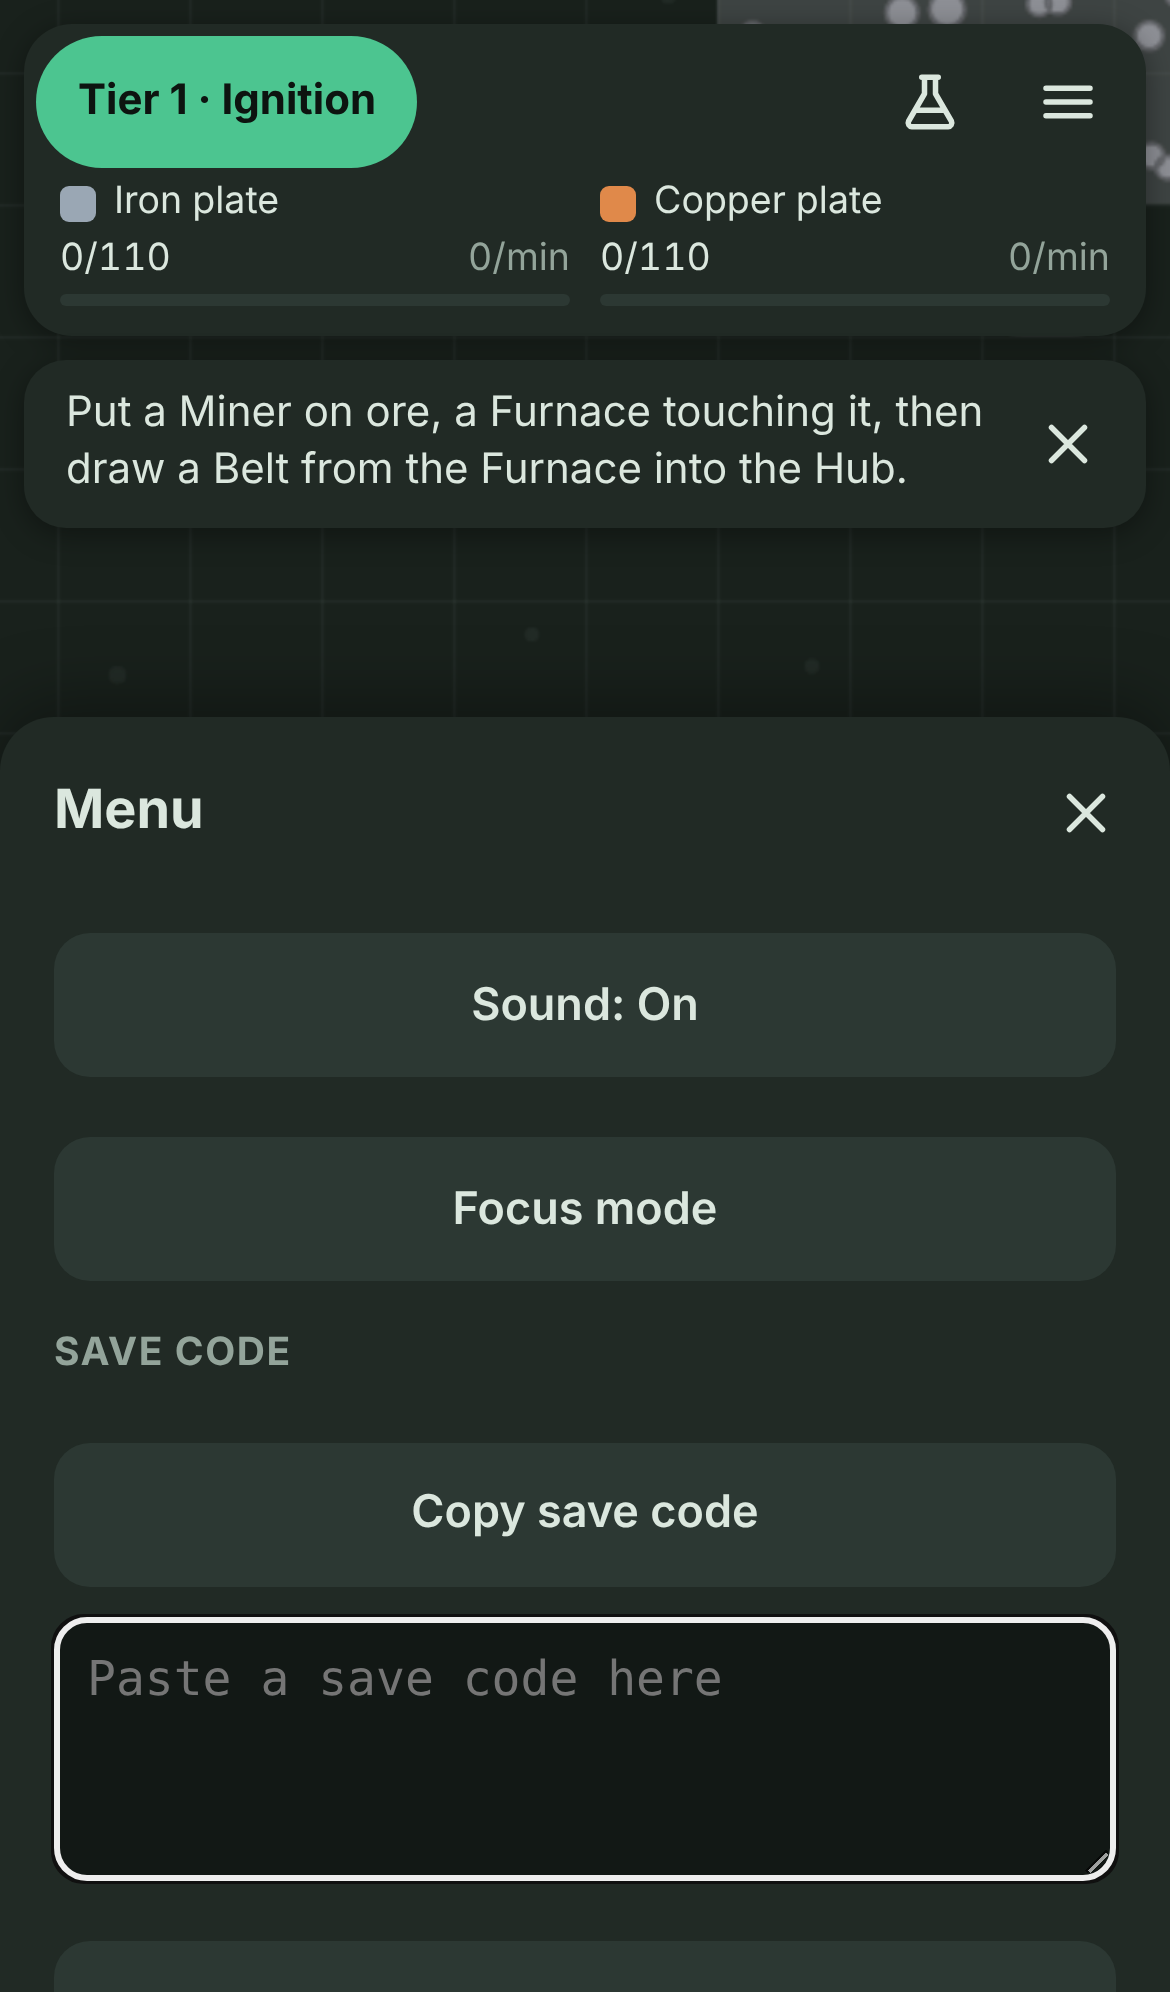 Tier 1 · Ignition
Iron plate
0/110 0/min
Copper plate
0/110 0/min
Put a Miner on ore, a Furnace touching it, then
draw a Belt from the Furnace into the Hub.
Menu
Sound: On
Focus mode
SAVE CODE
Copy save code
Paste a save code here